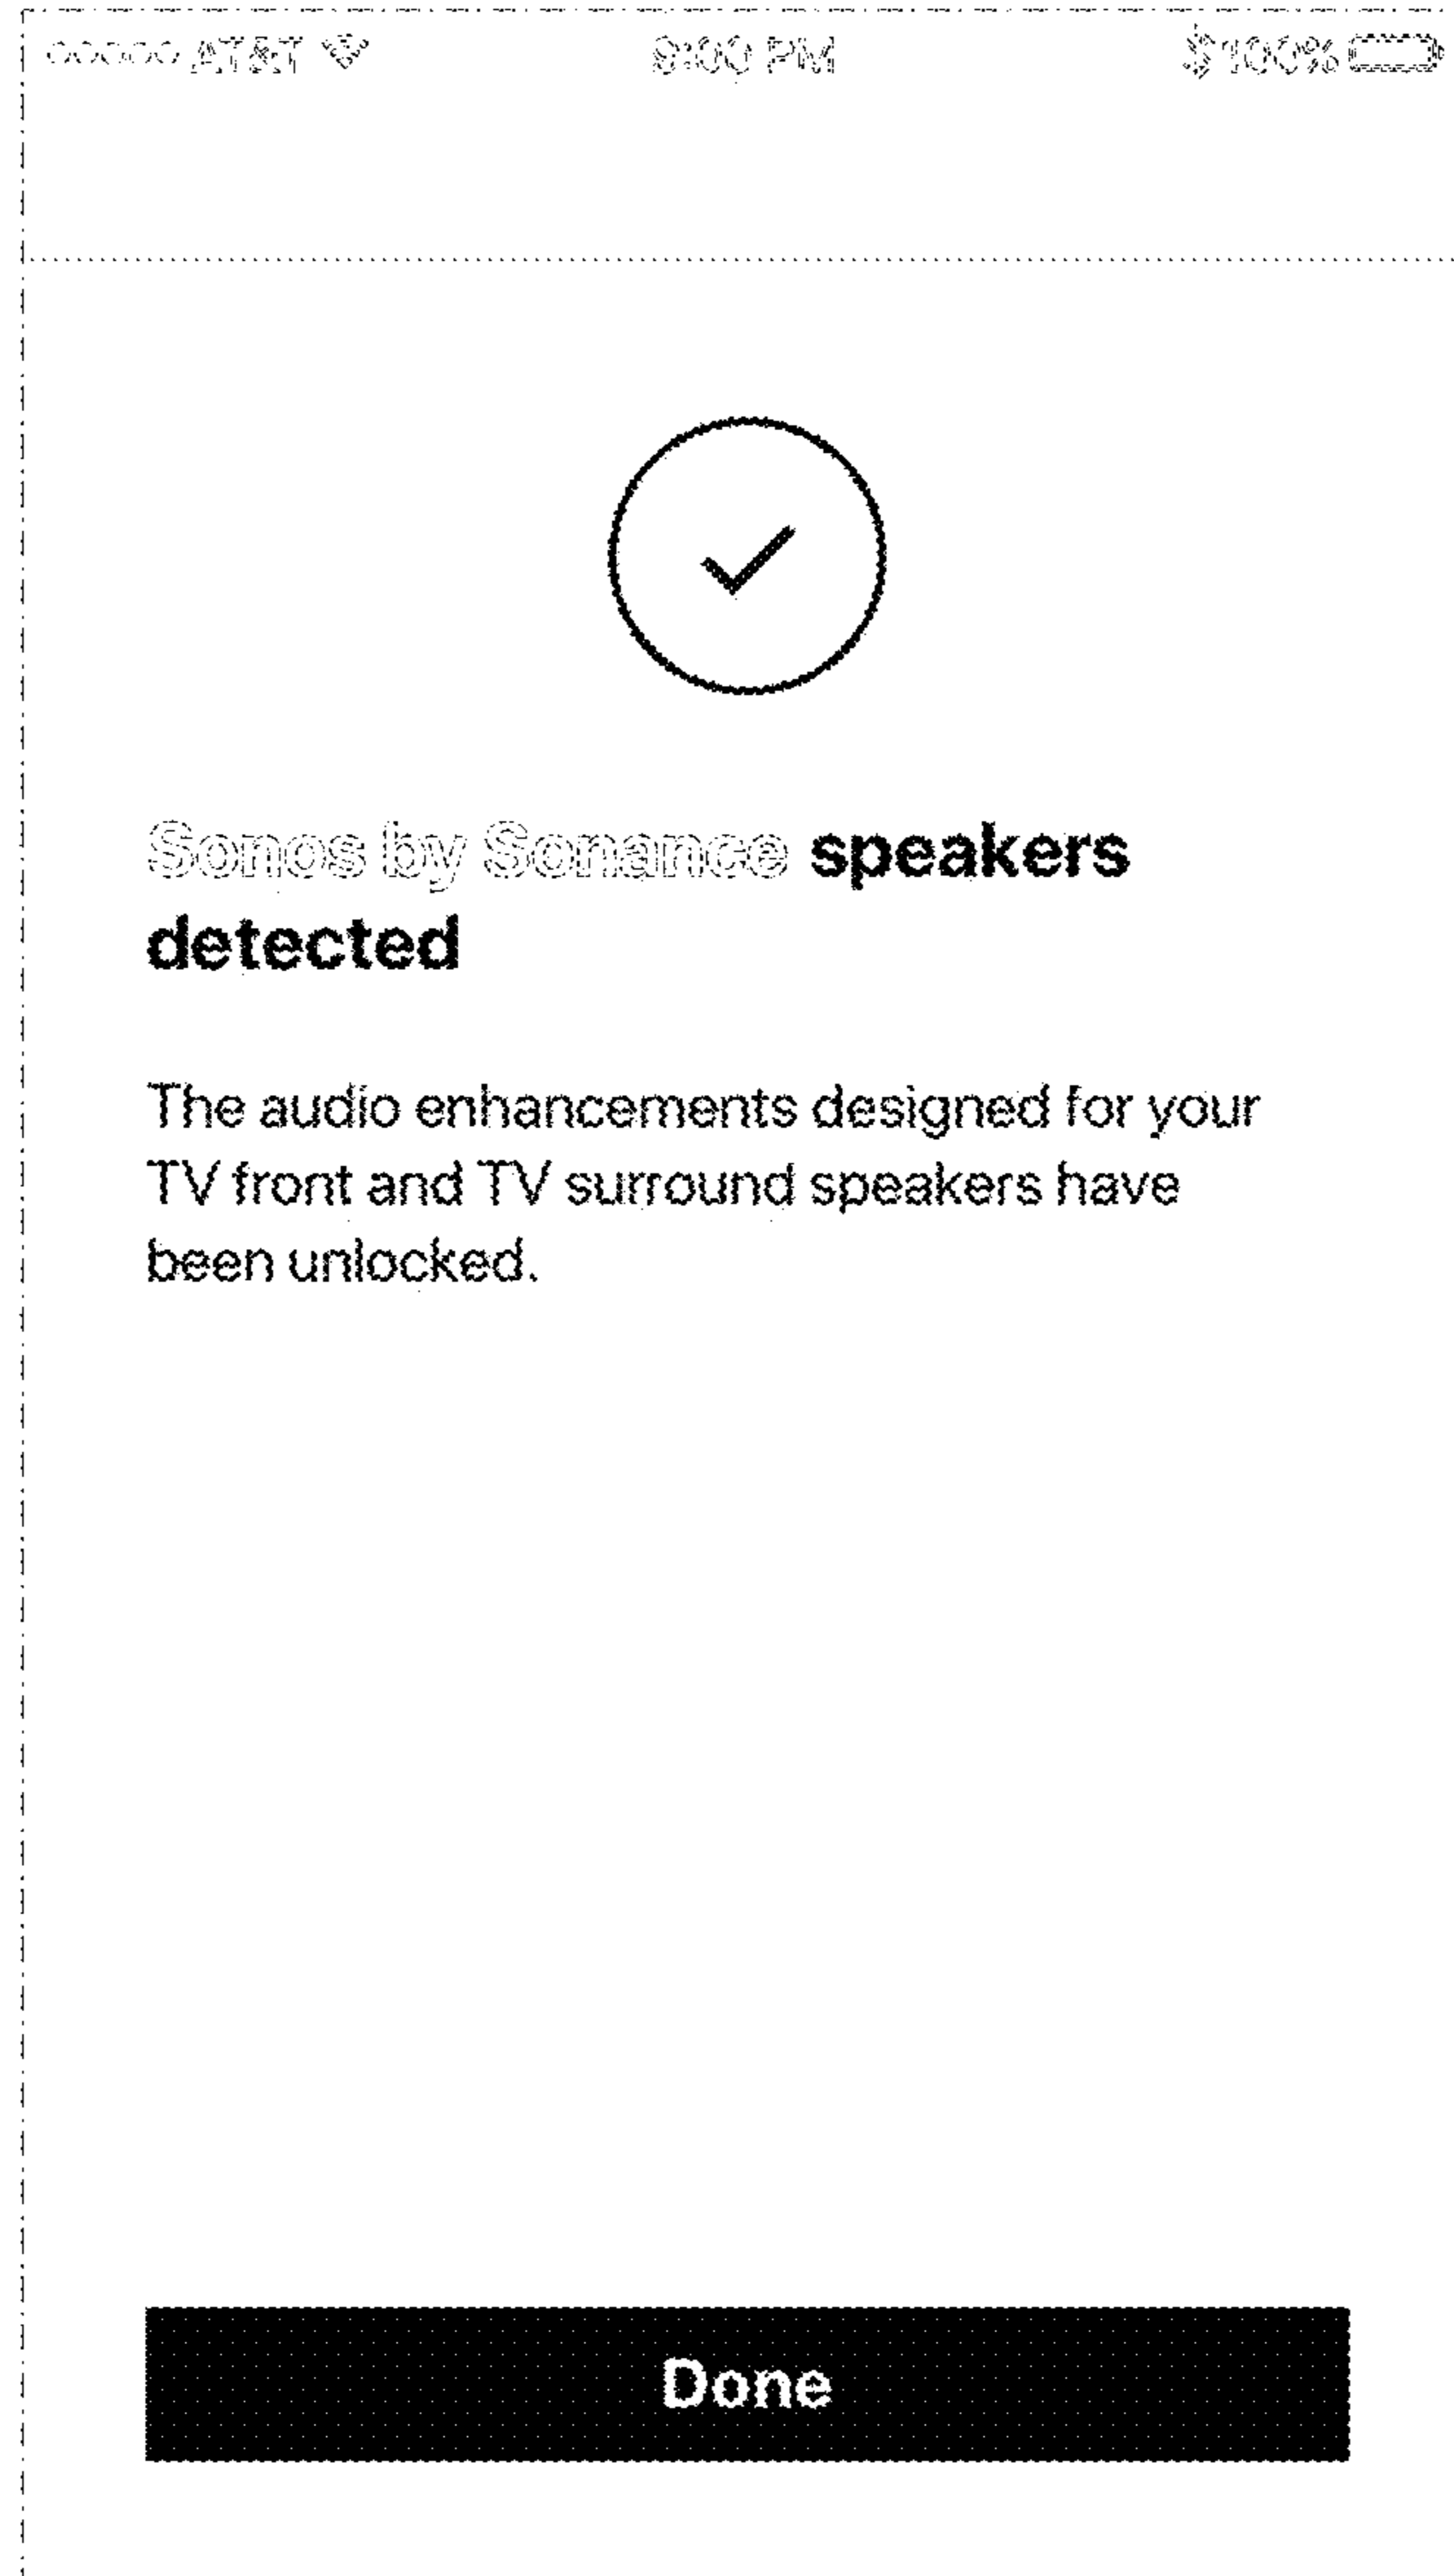 AT&T 9:00 PM 100%
Sonos by Sonance speakers
detected
The audio enhancements designed for your
TV front and TV surround speakers have
been unlocked.
Done